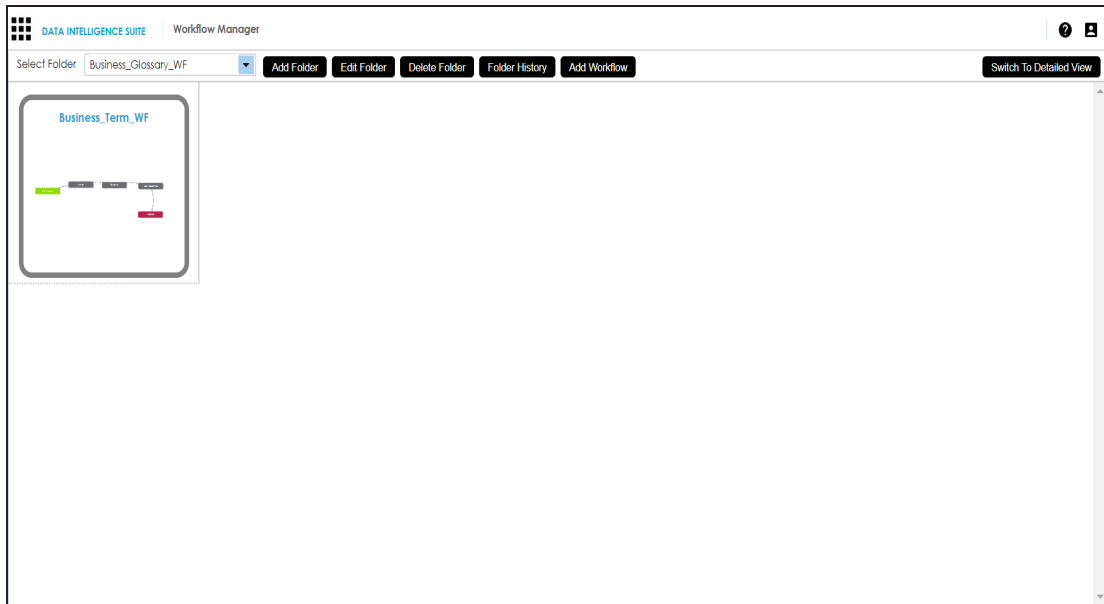 DATA INTELLIGENCE SUITE Workflow Manager
Select Folder Business_Glossary_WF Add Folder Edit Folder Delete Folder Folder History Add Workflow Switch To Detailed View
Business_Term_WF